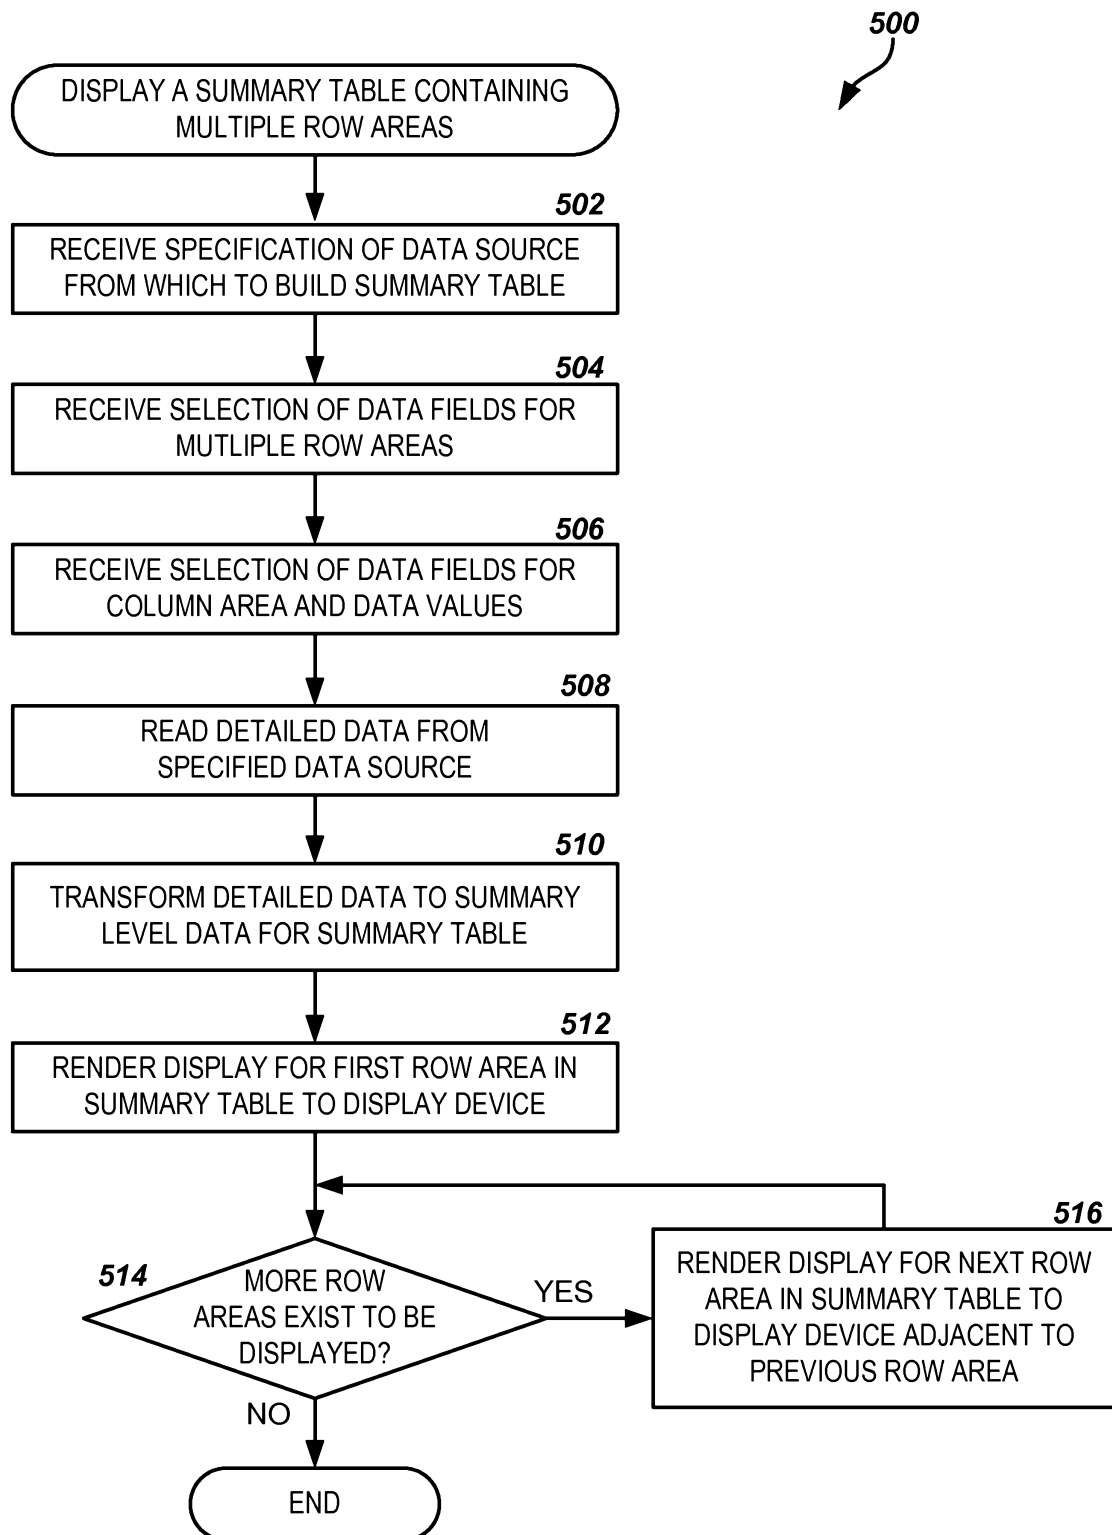 500
DISPLAY A SUMMARY TABLE CONTAINING
MULTIPLE ROW AREAS
502
RECEIVE SPECIFICATION OF DATA SOURCE
FROM WHICH TO BUILD SUMMARY TABLE
504
RECEIVE SELECTION OF DATA FIELDS FOR
MUTLIPLE ROW AREAS
506
RECEIVE SELECTION OF DATA FIELDS FOR
COLUMN AREA AND DATA VALUES
508
READ DETAILED DATA FROM
SPECIFIED DATA SOURCE
510
TRANSFORM DETAILED DATA TO SUMMARY
LEVEL DATA FOR SUMMARY TABLE
512
RENDER DISPLAY FOR FIRST ROW AREA IN
SUMMARY TABLE TO DISPLAY DEVICE
514
MORE ROW
AREAS EXIST TO BE
DISPLAYED?
YES
516
RENDER DISPLAY FOR NEXT ROW
AREA IN SUMMARY TABLE TO
DISPLAY DEVICE ADJACENT TO
PREVIOUS ROW AREA
NO
END